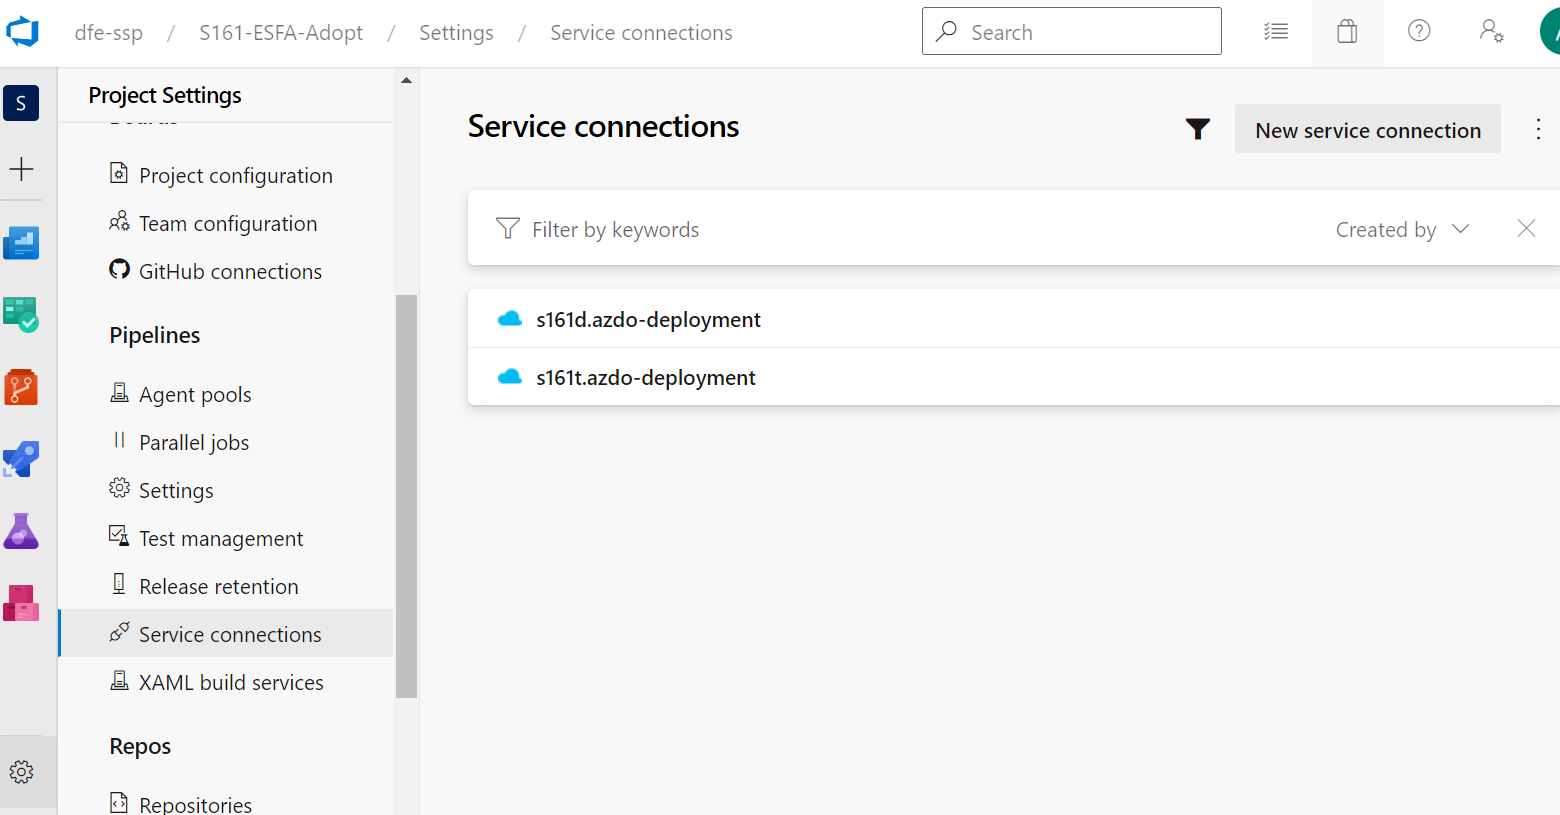 dfe-ssp / S161-ESFA-Adopt / Settings / Service connections
Search
S
Project Settings
Boards
Project configuration
Team configuration
GitHub connections
Pipelines
Agent pools
Parallel jobs
Settings
Test management
Release retention
Service connections
XAML build services
Repos
Repositories
Service connections
New service connection
Filter by keywords
Created by
s161d.azdo-deployment
s161t.azdo-deployment